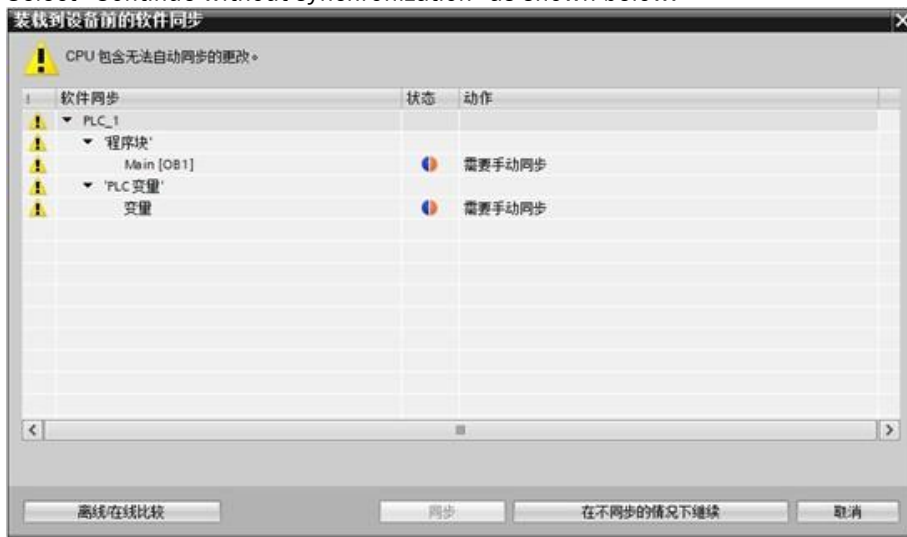 Select "Continue without synchronization" as shown below.
装载到设备前的软件同步
CPU 包含无法自动同步的更改。
! 软件同步 状态 动作
PLC_1
'程序块'
Main [OB1] 需要手动同步
'PLC 变量'
变量 需要手动同步
离线/在线比较 同步 在不同步的情况下继续 取消